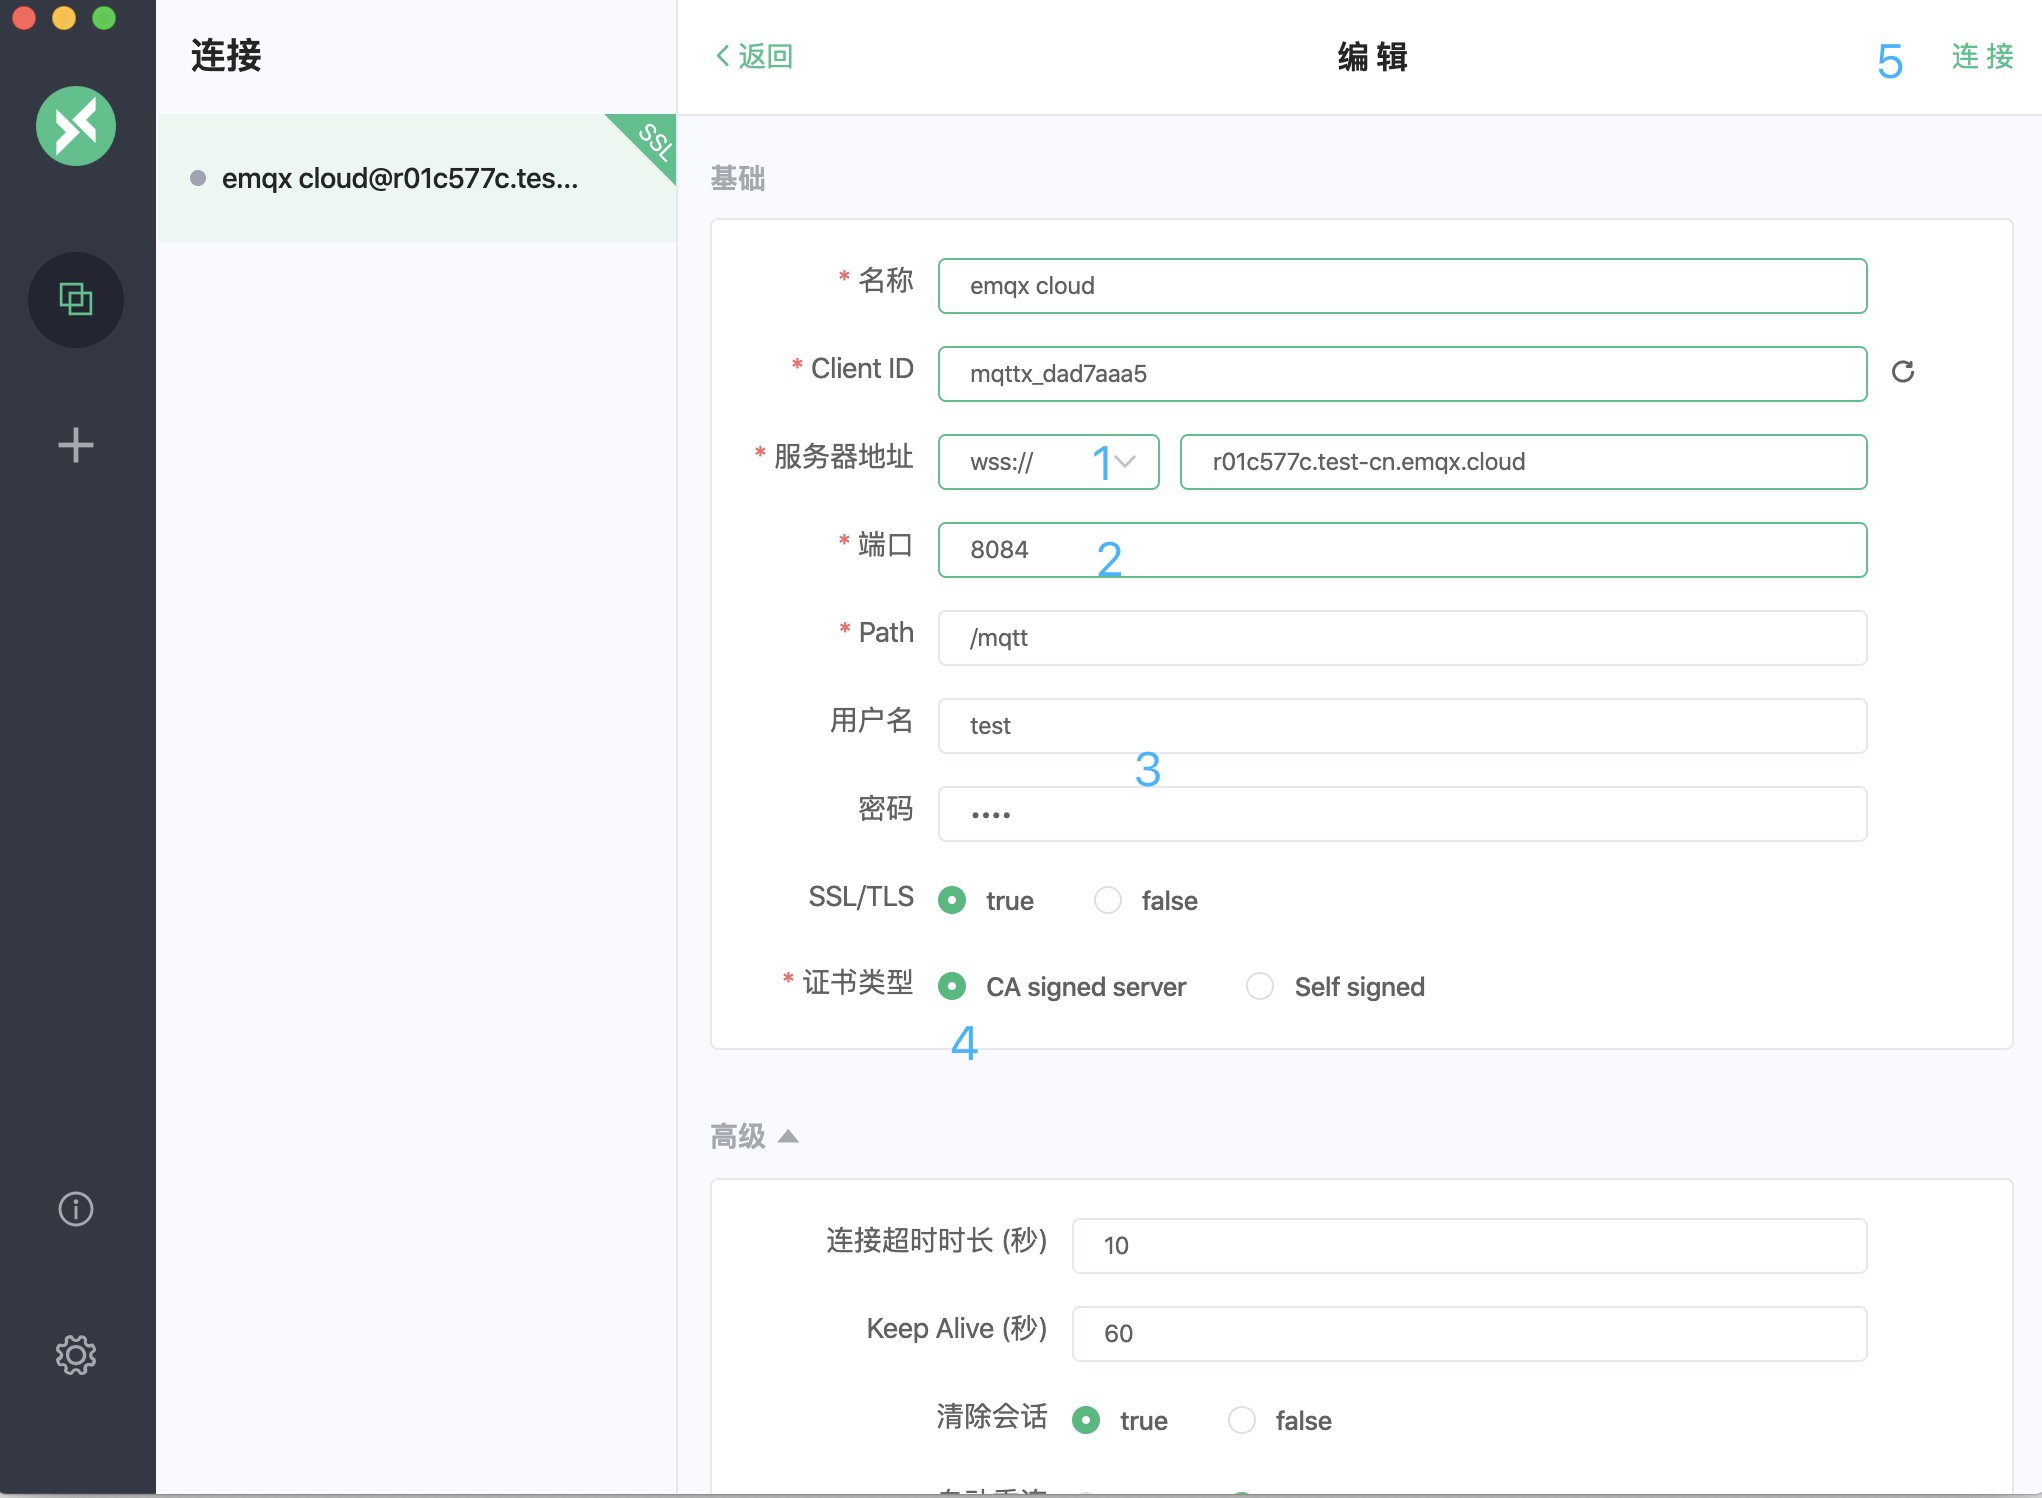 连接
SSL
emqx cloud@r01c577c.tes...
返回
编 辑
5
连 接
基础
* 名称
emqx cloud
* Client ID
mqttx_dad7aaa5
* 服务器地址
wss://
1
r01c577c.test-cn.emqx.cloud
* 端口
8084
2
* Path
/mqtt
用户名
test
3
密码
••••
SSL/TLS
true
false
* 证书类型
CA signed server
Self signed
4
高级
连接超时时长 (秒)
10
Keep Alive (秒)
60
清除会话
true
false